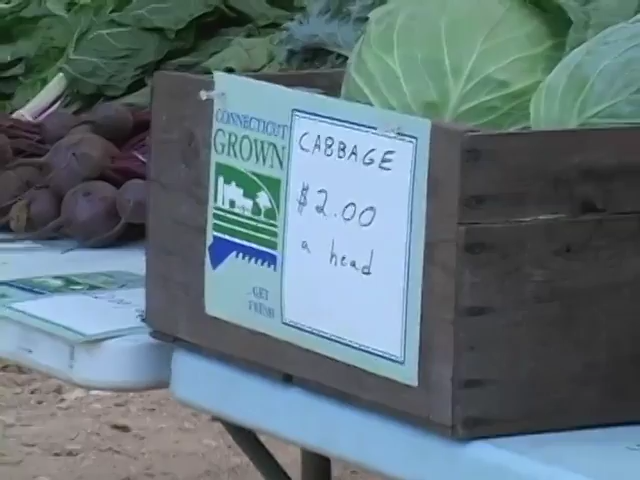 CONNECTICUT
GROWN
CABBAGE
$2.00
a head
...GET
FRESH